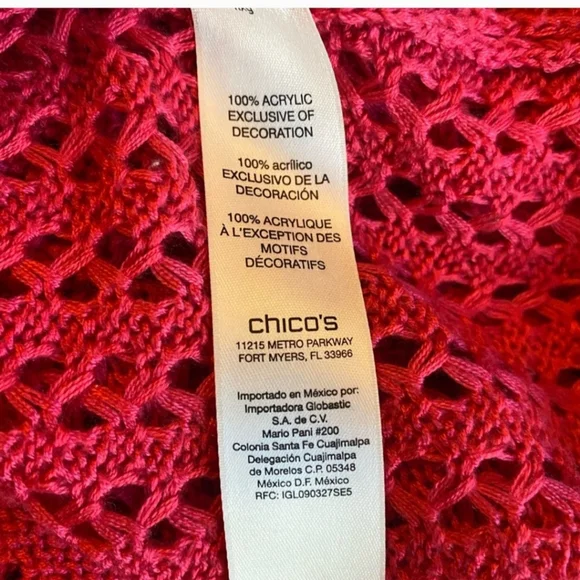 100% ACRYLIC
EXCLUSIVE OF
DECORATION
100% acrílico
EXCLUSIVO DE LA
DECORACIÓN
100% ACRYLIQUE
À L'EXCEPTION DES
MOTIFS
DÉCORATIFS
chico's
11215 METRO PARKWAY
FORT MYERS, FL 33966
Importado en México por:
Importadora Globastic
S.A. de C.V.
Mario Pani #200
Colonia Santa Fe Cuajimalpa
Delegación Cuajimalpa
de Morelos C.P. 05348
México D.F. México
RFC: IGL090327SE5